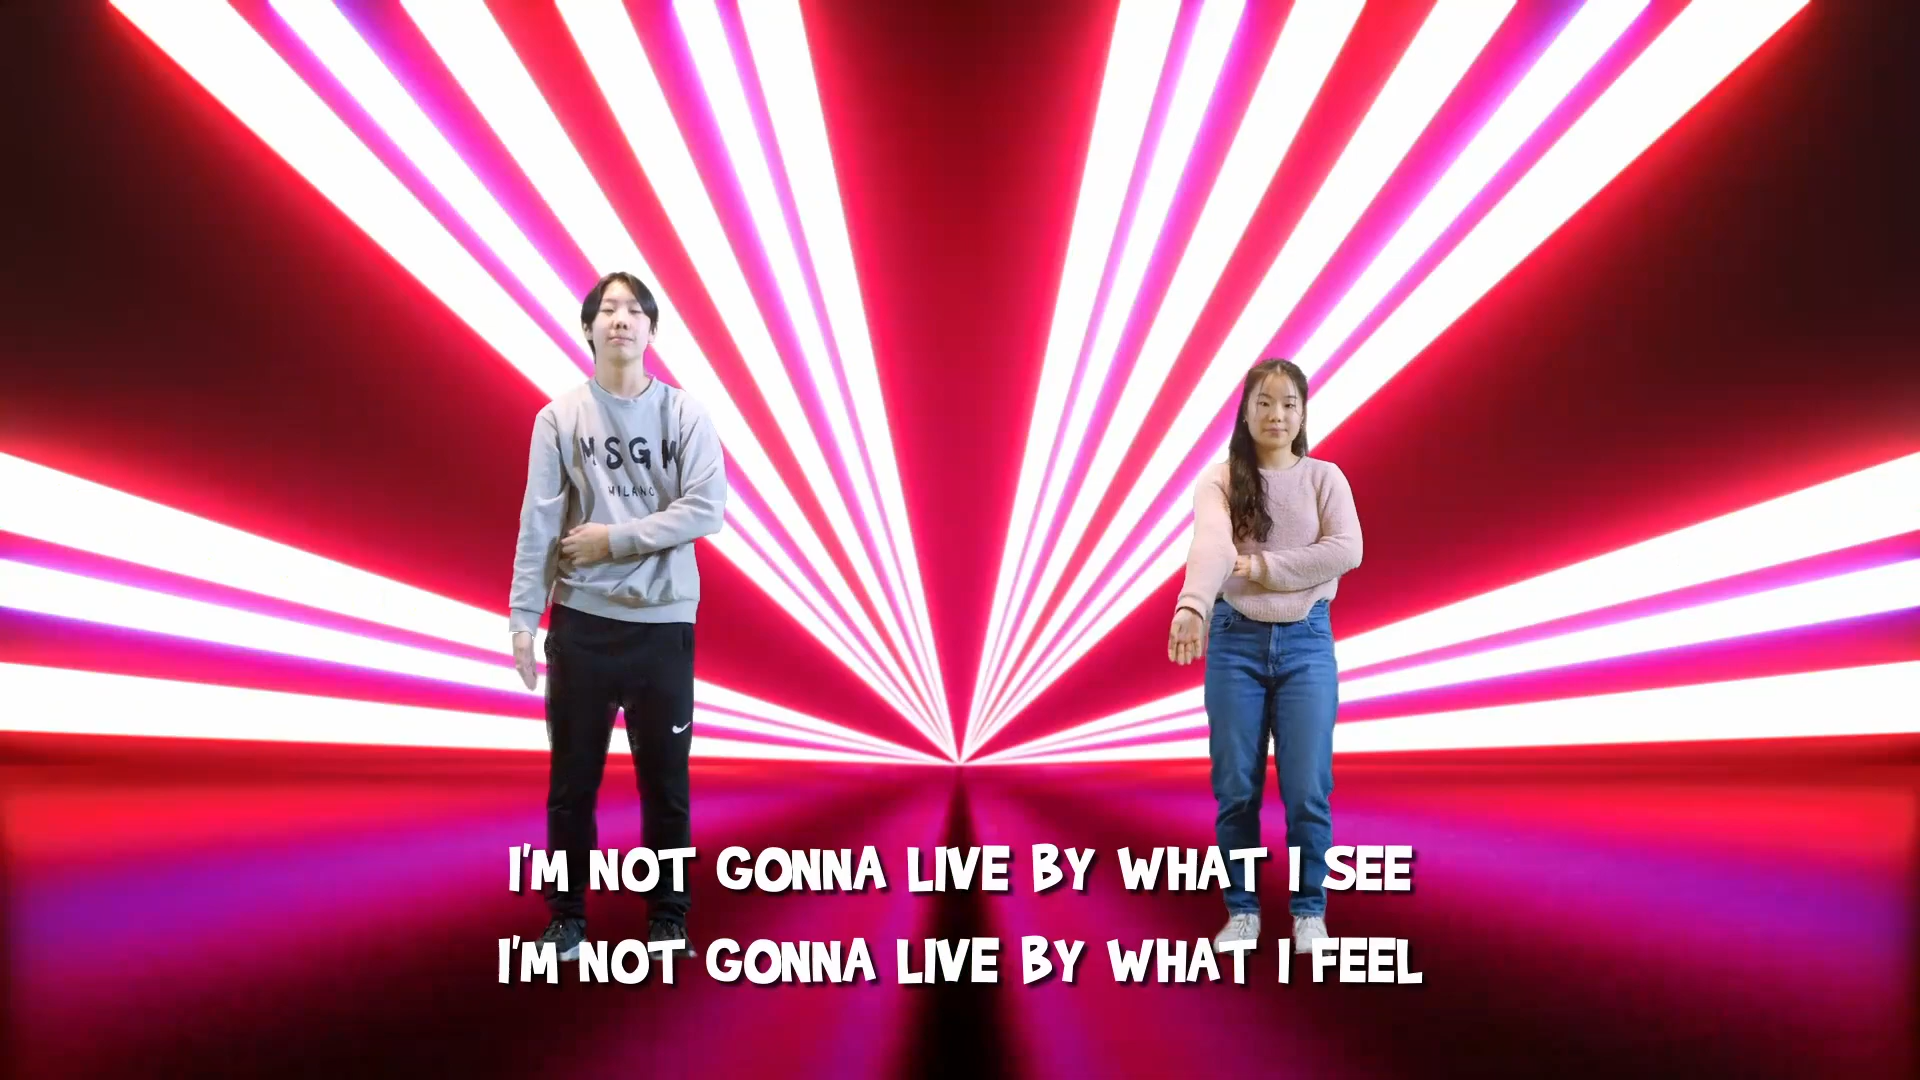 MSGM
MILANO
I'M NOT GONNA LIVE BY WHAT I SEE
I'M NOT GONNA LIVE BY WHAT I FEEL